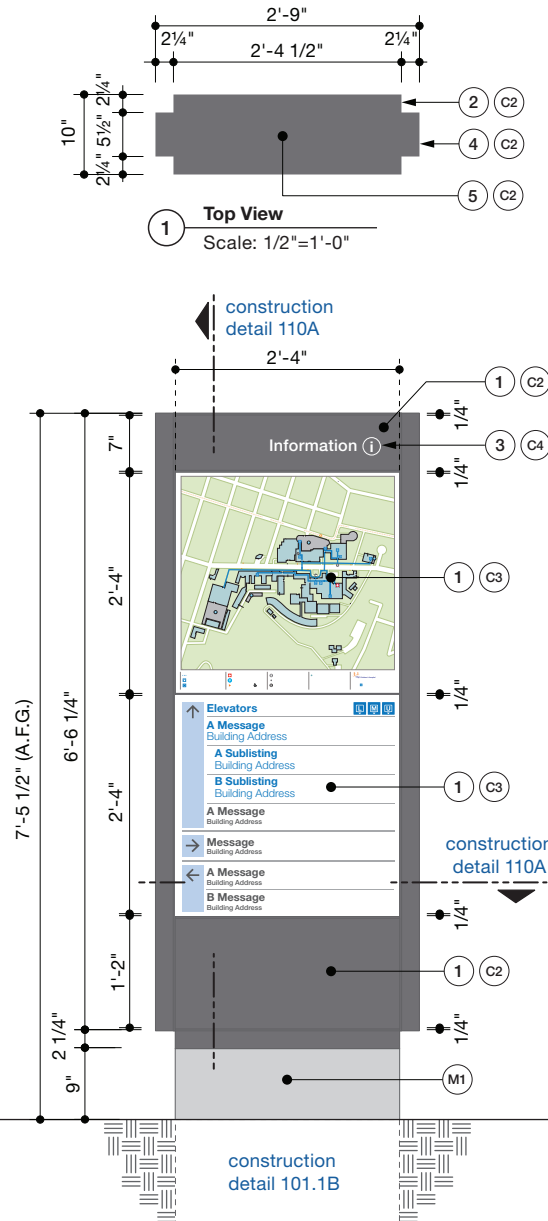 2'-9"
2¼" 2'-4 1/2" 2¼"
10" 2¼" 5½" 2¼"
2 C2
4 C2
5 C2
1 Top View
Scale: 1/2"=1'-0"
construction
detail 110A
2'-4"
1 C2
7" 1/4"
Information i 3 C4
1/4"
2'-4"
1 C3
1/4"
7'-5 1/2" (A.F.G.)
6'-6 1/4"
Elevators L M U
A Message
Building Address
A Sublisting
Building Address
B Sublisting
Building Address
1 C3
2'-4"
A Message
Building Address
Message
Building Address
construction
detail 110A
A Message
Building Address
B Message
Building Address
1/4"
1'-2"
1 C2
1/4"
2 1/4"
9"
M1
construction
detail 101.1B